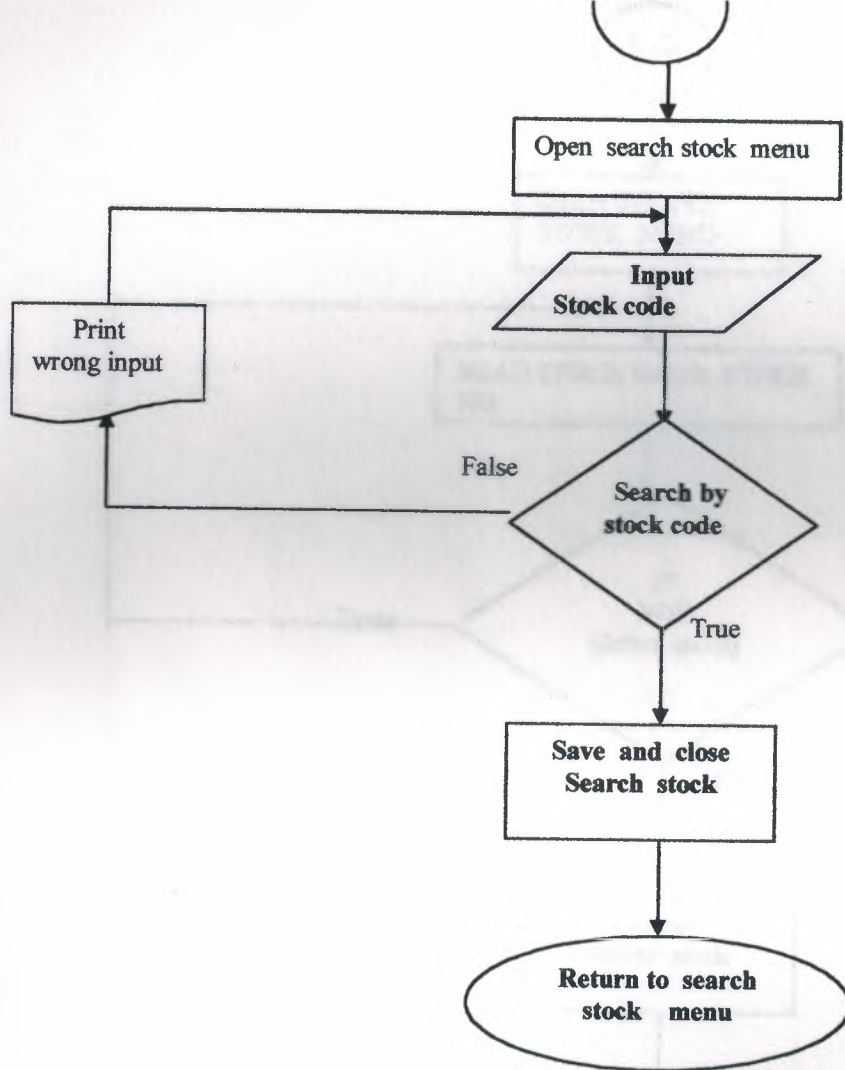 Open search stock menu
Input
Stock code
Print
wrong input
False
Search by
stock code
True
Save and close
Search stock
Return to search
stock menu